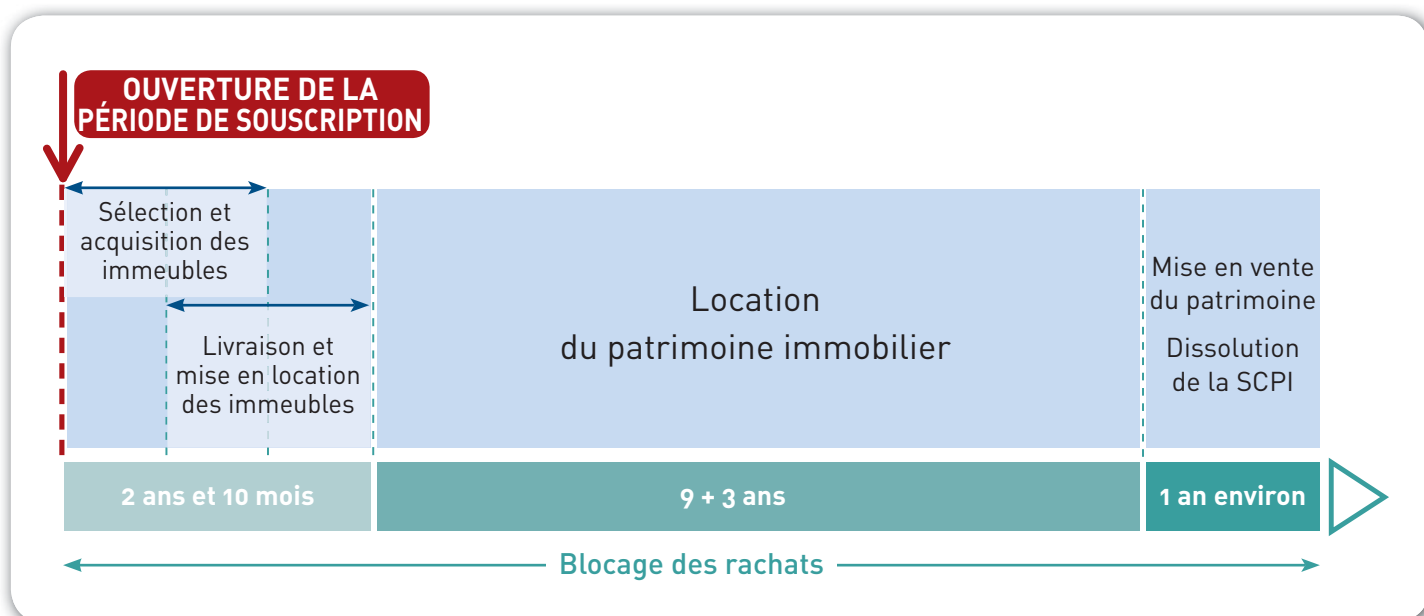 OUVERTURE DE LA
PÉRIODE DE SOUSCRIPTION
Sélection et
acquisition des
immeubles
Livraison et
mise en location
des immeubles
Location
du patrimoine immobilier
Mise en vente
du patrimoine
Dissolution
de la SCPI
2 ans et 10 mois
9 + 3 ans
1 an environ
Blocage des rachats